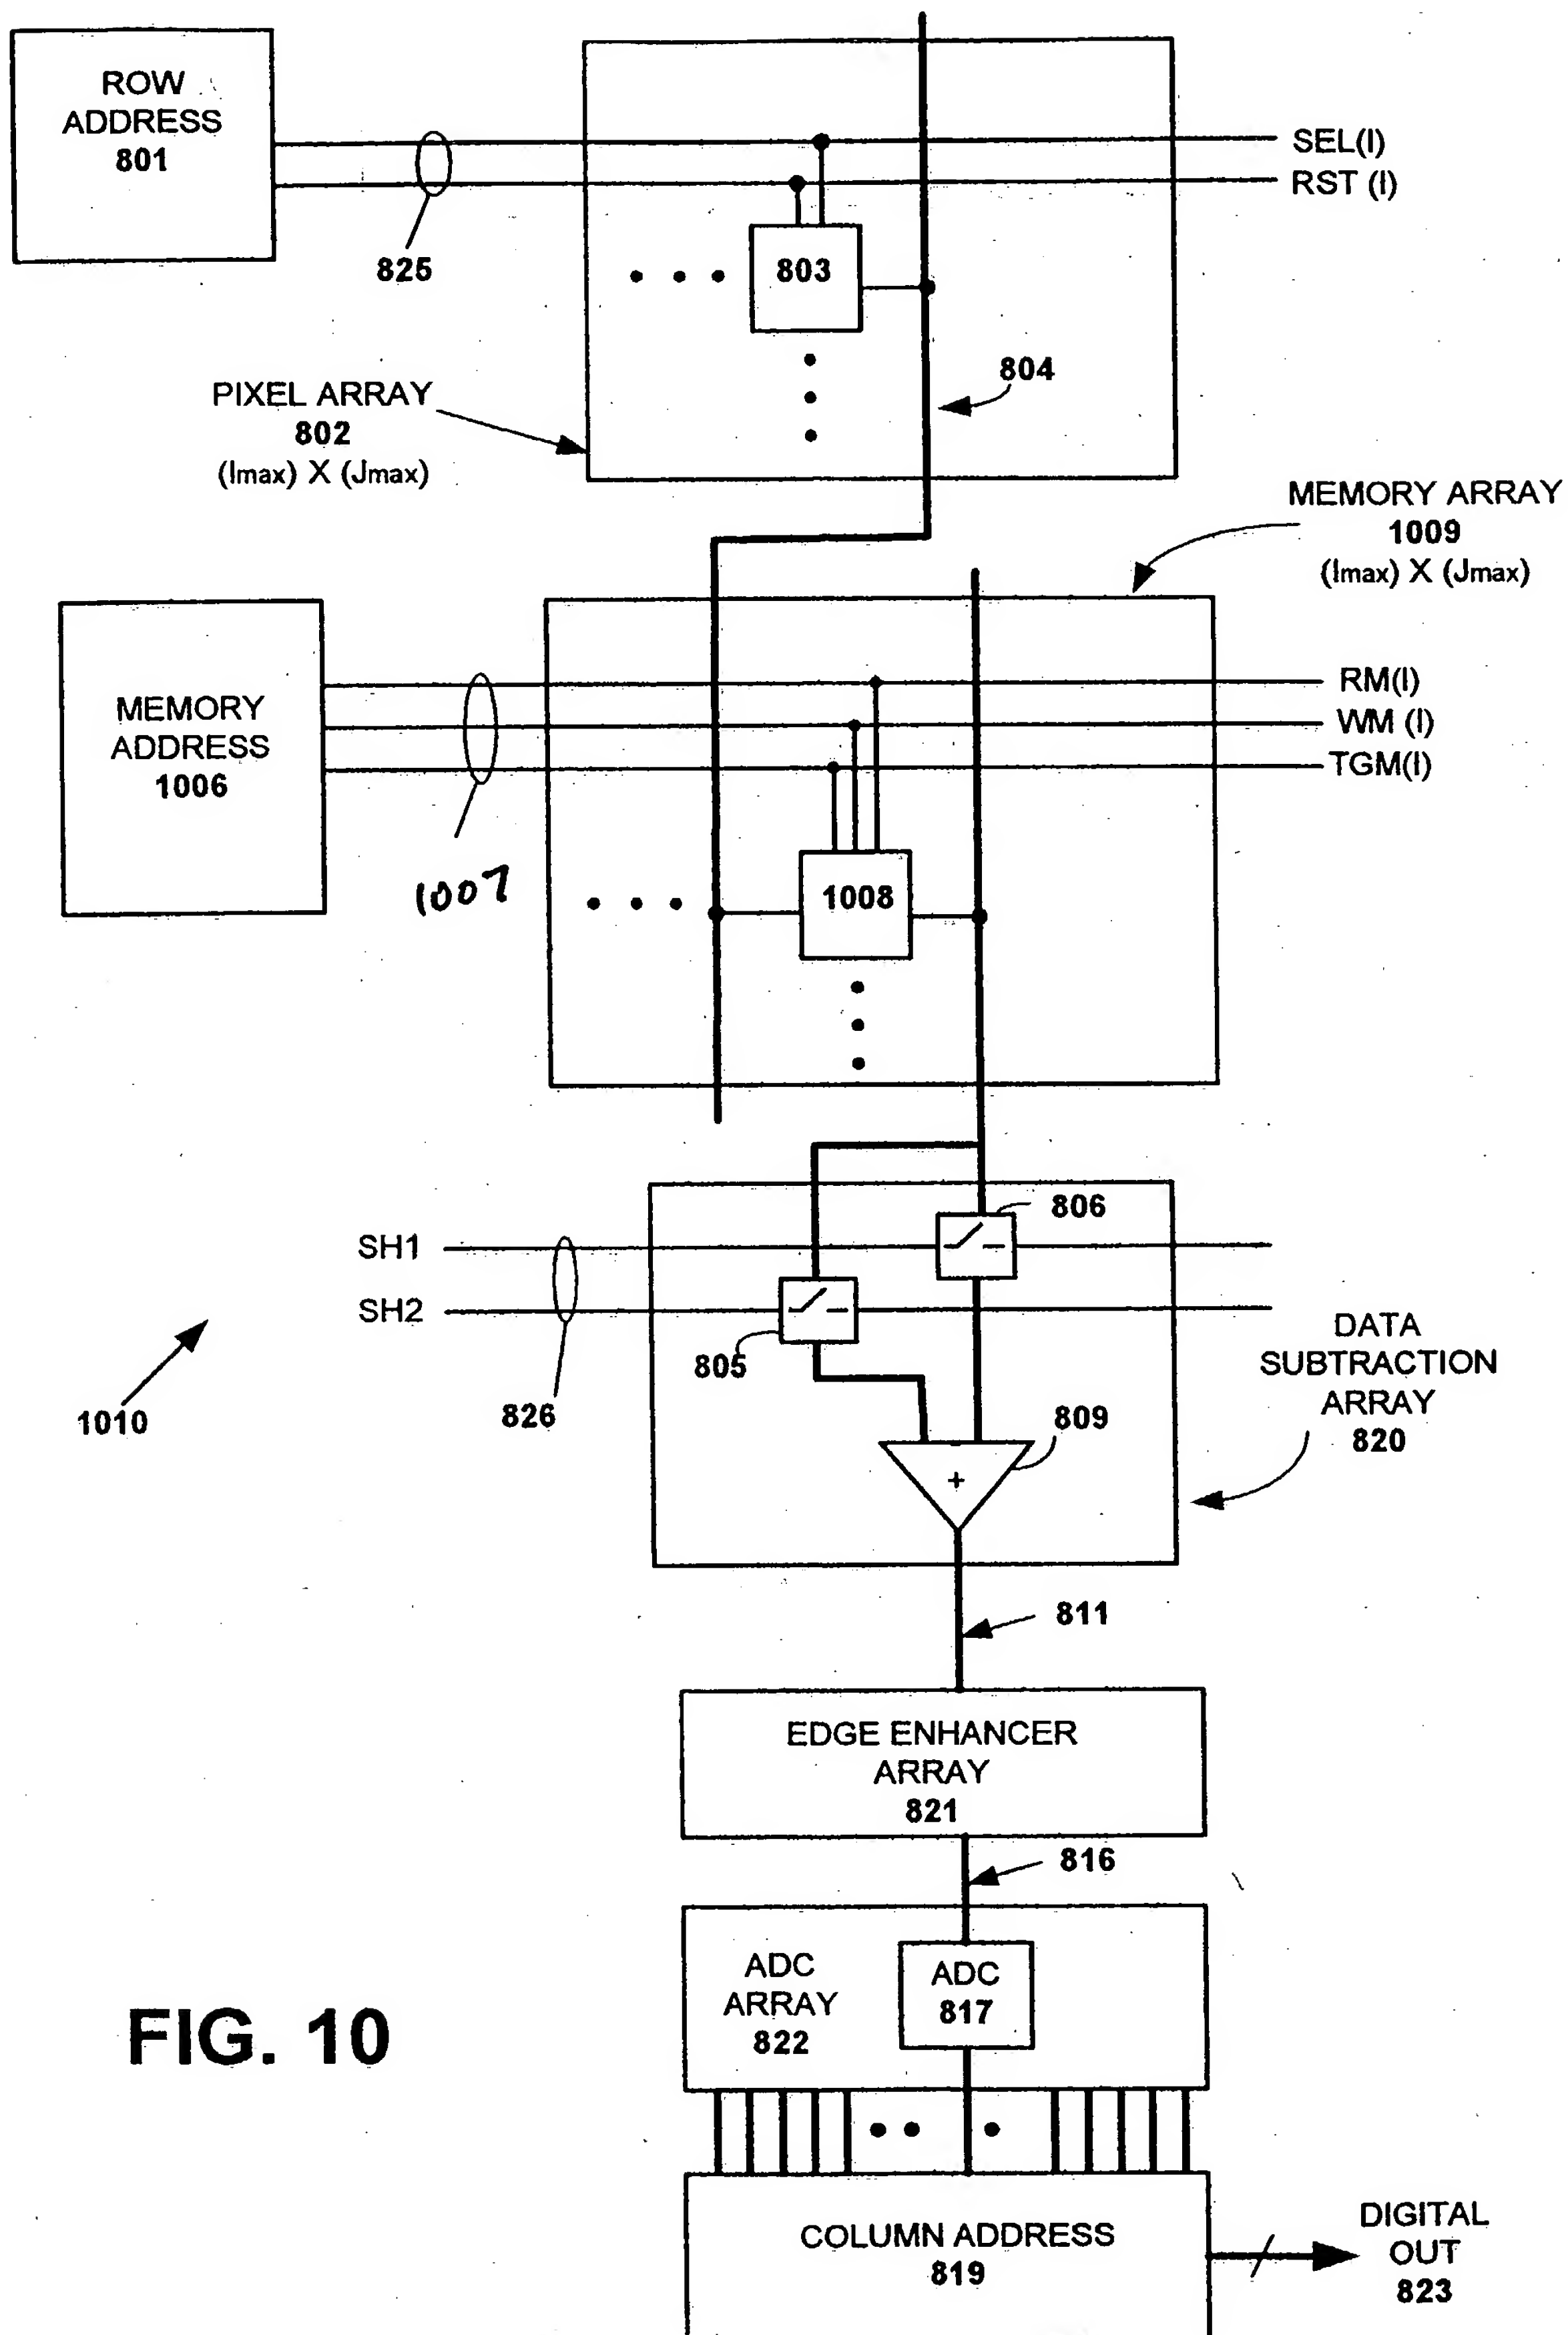 ROW
ADDRESS
801
SEL(I)
RST (I)
825
803
804
PIXEL ARRAY
802
(Imax) X (Jmax)
MEMORY ARRAY
1009
(Imax) X (Jmax)
MEMORY
ADDRESS
1006
RM(I)
WM (I)
TGM(I)
1007
1008
806
SH1
SH2
805
826
1010
809
DATA
SUBTRACTION
ARRAY
820
811
EDGE ENHANCER
ARRAY
821
816
ADC
ARRAY
822
ADC
817
FIG. 10
COLUMN ADDRESS
819
DIGITAL
OUT
823